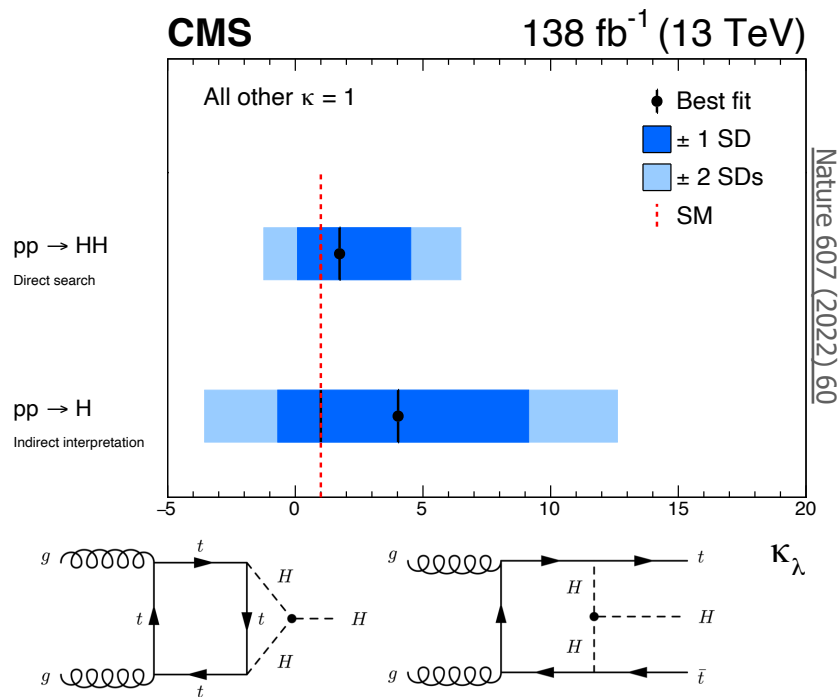 CMS
138 fb⁻¹ (13 TeV)
All other κ = 1
Best fit
± 1 SD
± 2 SDs
SM
pp → HH
Direct search
pp → H
Indirect interpretation
−5 0 5 10 15 20
κλ
Nature 607 (2022) 60
g t H
t t H
g t H
g t
H
H
H
g t̄